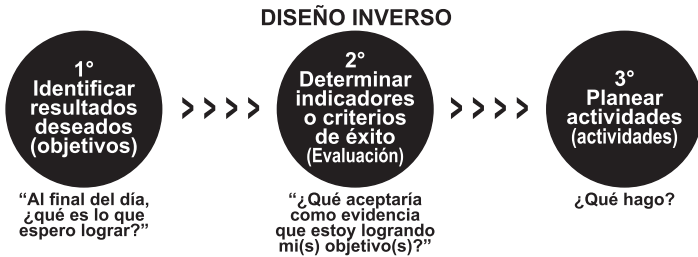 DISEÑO INVERSO
1°
Identificar
resultados
deseados
(objetivos)
> > > >
2°
Determinar
indicadores
o criterios
de éxito
(Evaluación)
> > > >
3°
Planear
actividades
(actividades)
“Al final del día,
¿qué es lo que
espero lograr?”
“¿Qué aceptaría
como evidencia
que estoy logrando
mi(s) objetivo(s)?”
¿Qué hago?